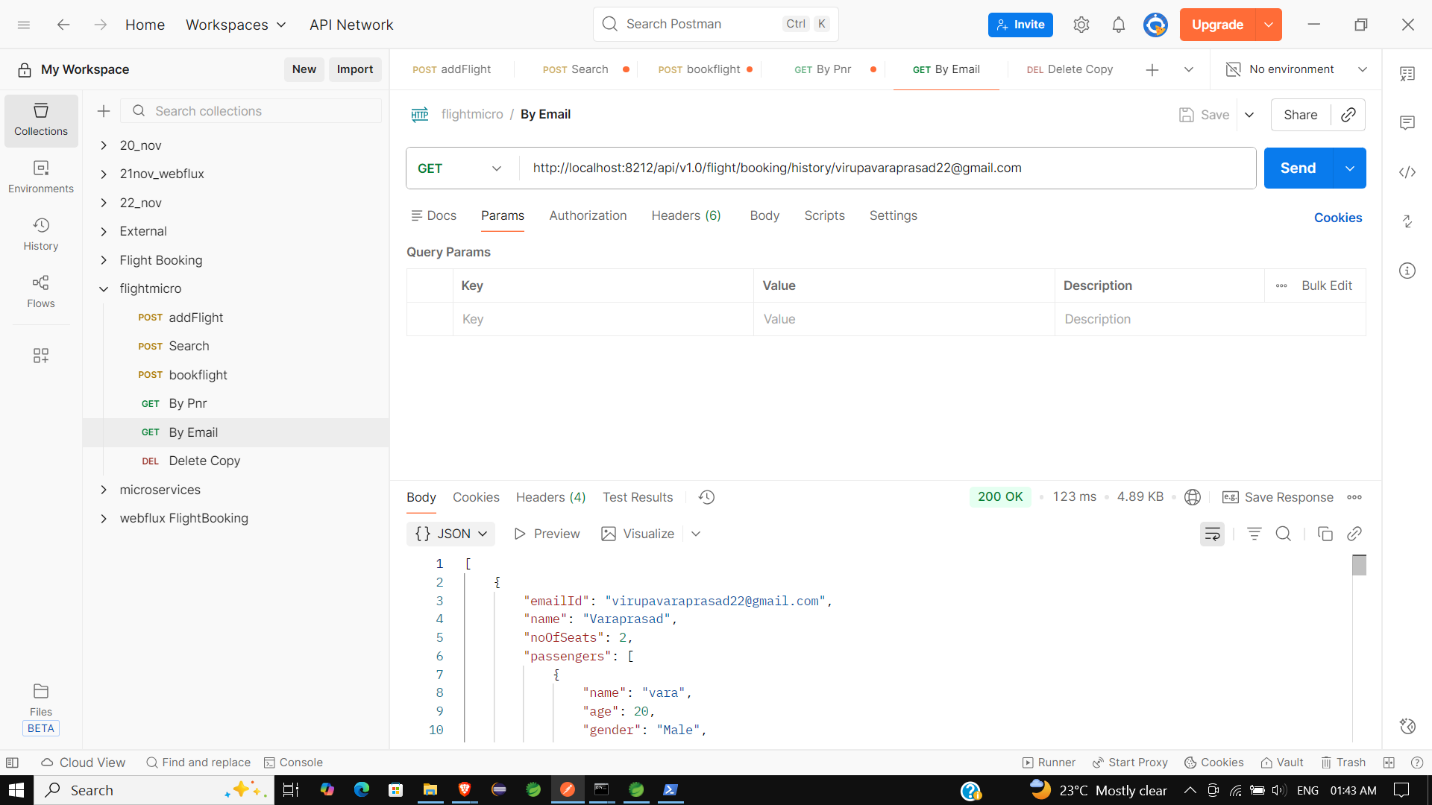 Home Workspaces API Network Search Postman Ctrl K Invite Upgrade
My Workspace New Import
POST addFlight POST Search POST bookflight GET By Pnr GET By Email DEL Delete Copy No environment
Search collections
Collections
Environments
History
Flows
Files
BETA
20_nov
21nov_webflux
22_nov
External
Flight Booking
flightmicro
POST addFlight
POST Search
POST bookflight
GET By Pnr
GET By Email
DEL Delete Copy
microservices
webflux FlightBooking
HTTP flightmicro / By Email Save Share
GET http://localhost:8212/api/v1.0/flight/booking/history/virupavaraprasad22@gmail.com Send
Docs Params Authorization Headers (6) Body Scripts Settings Cookies
Query Params
Key Value Description Bulk Edit
Key Value Description
Body Cookies Headers (4) Test Results 200 OK 123 ms 4.89 KB e.g. Save Response
{} JSON Preview Visualize
1 [
2 {
3 "emailId": "virupavaraprasad22@gmail.com",
4 "name": "Varaprasad",
5 "noOfSeats": 2,
6 "passengers": [
7 {
8 "name": "vara",
9 "age": 20,
10 "gender": "Male",
Cloud View Find and replace Console Runner Start Proxy Cookies Vault Trash
Search 23°C Mostly clear ENG 01:43 AM